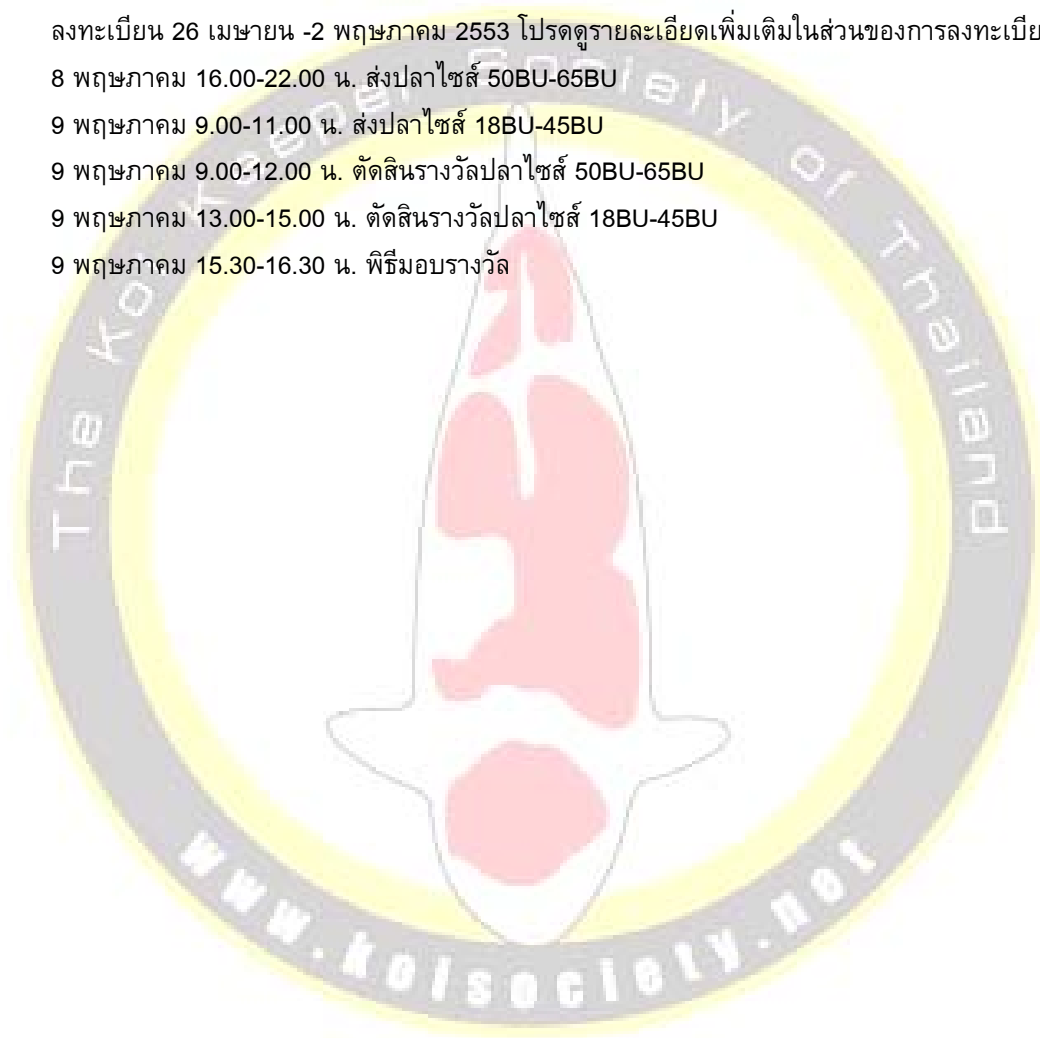 ลงทะเบียน 26 เมษายน -2 พฤษภาคม 2553 โปรดดูรายละเอียดเพิ่มเติมในส่วนของการลงทะเบีย
8 พฤษภาคม 16.00-22.00 น. ส่งปลาไซส์ 50BU-65BU
9 พฤษภาคม 9.00-11.00 น. ส่งปลาไซส์ 18BU-45BU
9 พฤษภาคม 9.00-12.00 น. ตัดสินรางวัลปลาไซส์ 50BU-65BU
9 พฤษภาคม 13.00-15.00 น. ตัดสินรางวัลปลาไซส์ 18BU-45BU
9 พฤษภาคม 15.30-16.30 น. พิธีมอบรางวัล
The Koi Keeper Society of Thailand
www.koisociety.net